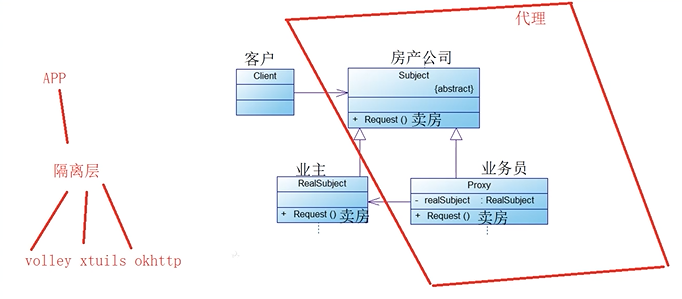 代理
客户
房产公司
Client
Subject
{abstract}
+ Request () 卖房
APP
隔离层
volley xtuils okhttp
业主
RealSubject
+ Request () 卖房
业务员
Proxy
- realSubject : RealSubject
+ Request () 卖房